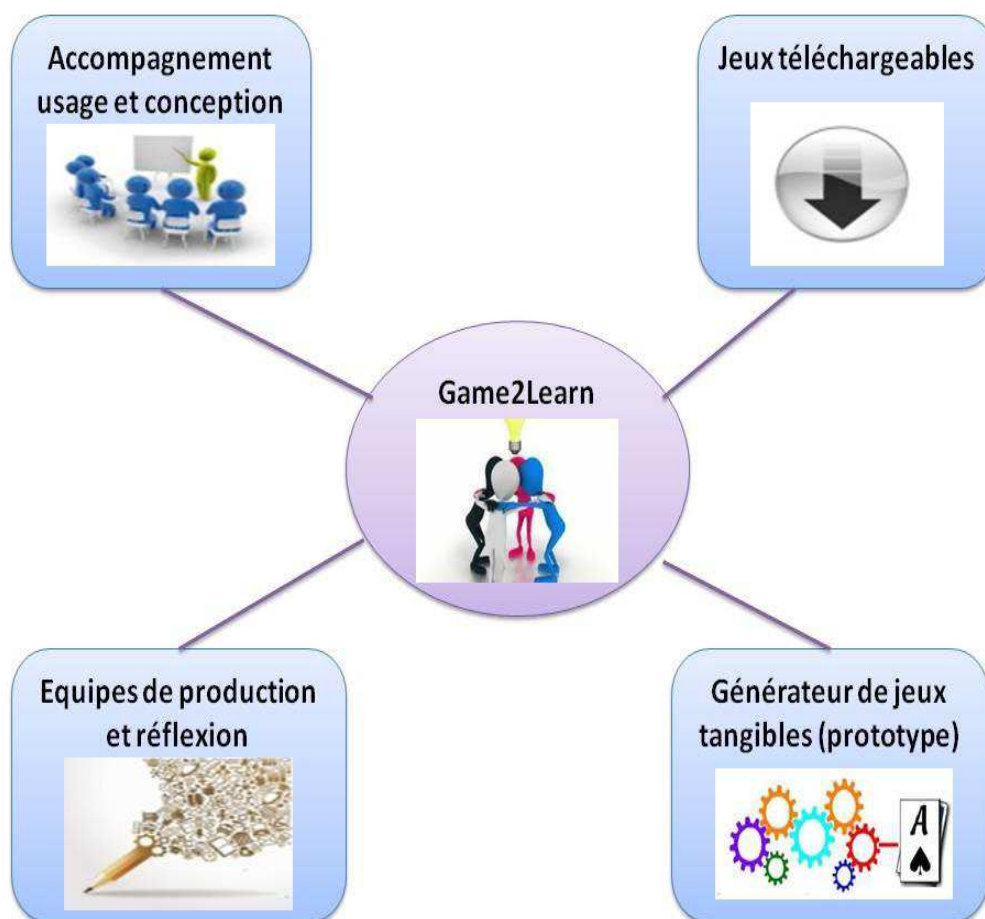 Accompagnement
usage et conception
Jeux téléchargeables
Game2Learn
Equipes de production
et réflexion
Générateur de jeux
tangibles (prototype)
A